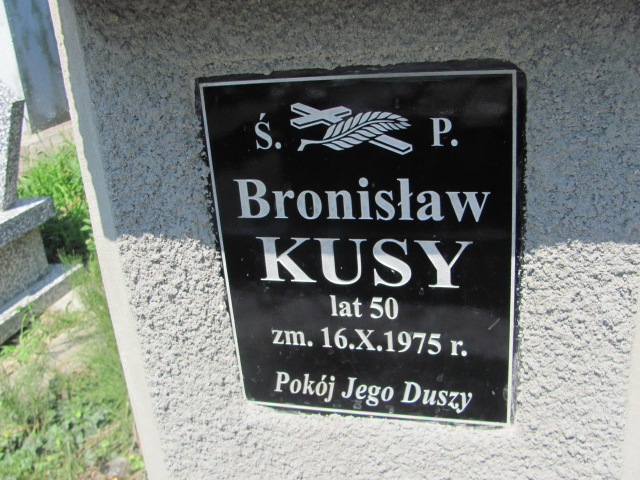 Ś. P.
Bronisław
KUSY
lat 50
zm. 16.X.1975 r.
Pokój Jego Duszy